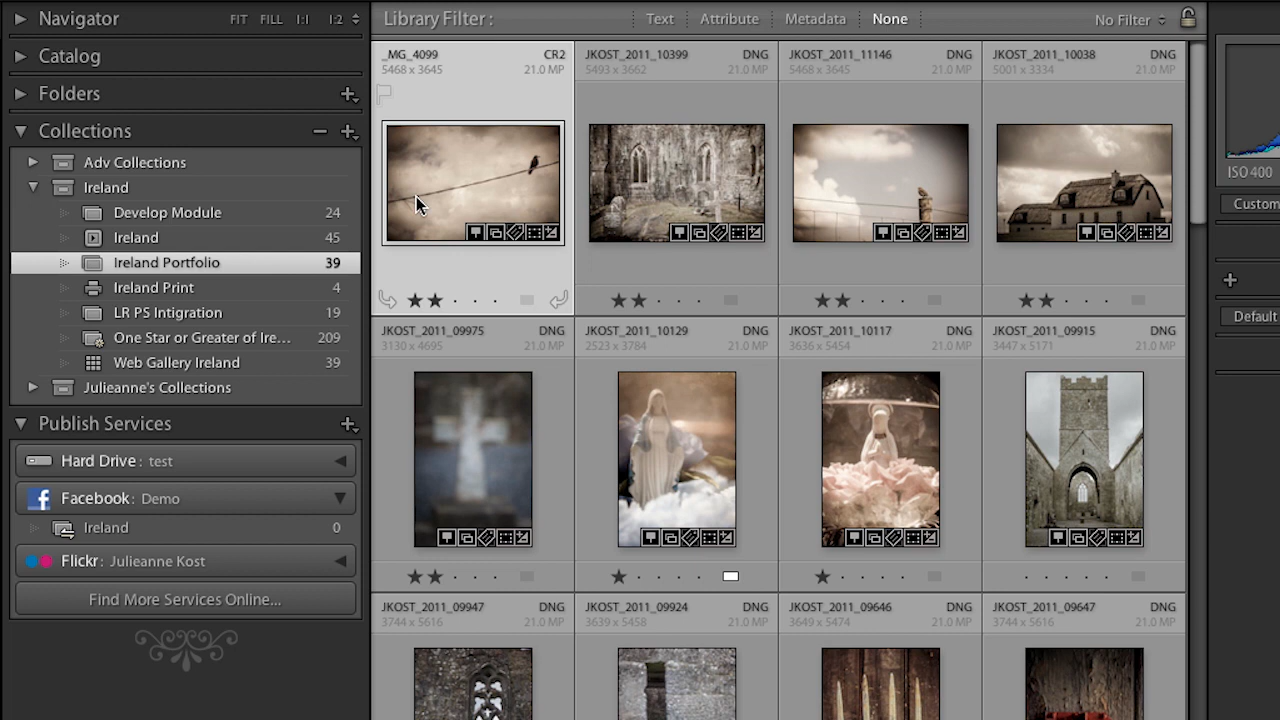 Navigator FIT FILL 1:1 1:2
Catalog
Folders
Collections
Adv Collections
Ireland
Develop Module 24
Ireland 45
Ireland Portfolio 39
Ireland Print 4
LR PS Intigration 19
One Star or Greater of Ire... 209
Web Gallery Ireland 39
Julieanne's Collections
Publish Services
Hard Drive : test
Facebook : Demo
Ireland 0
Flickr : Julieanne Kost
Find More Services Online...
Library Filter : Text Attribute Metadata None No Filter
_MG_4099 CR2 JKOST_2011_10399 DNG JKOST_2011_11146 DNG JKOST_2011_10038 DNG
5468 x 3645 21.0 MP 5493 x 3662 21.0 MP 5468 x 3645 21.0 MP 5001 x 3334 21.0 MP
JKOST_2011_09975 DNG JKOST_2011_10129 DNG JKOST_2011_10117 DNG JKOST_2011_09915 DNG
3130 x 4695 21.0 MP 2523 x 3784 21.0 MP 3636 x 5454 21.0 MP 3447 x 5171 21.0 MP
JKOST_2011_09947 DNG JKOST_2011_09924 DNG JKOST_2011_09646 DNG JKOST_2011_09647 DNG
3744 x 5616 21.0 MP 3639 x 5458 21.0 MP 3649 x 5474 21.0 MP 3744 x 5616 21.0 MP
ISO 400
Custom
Default